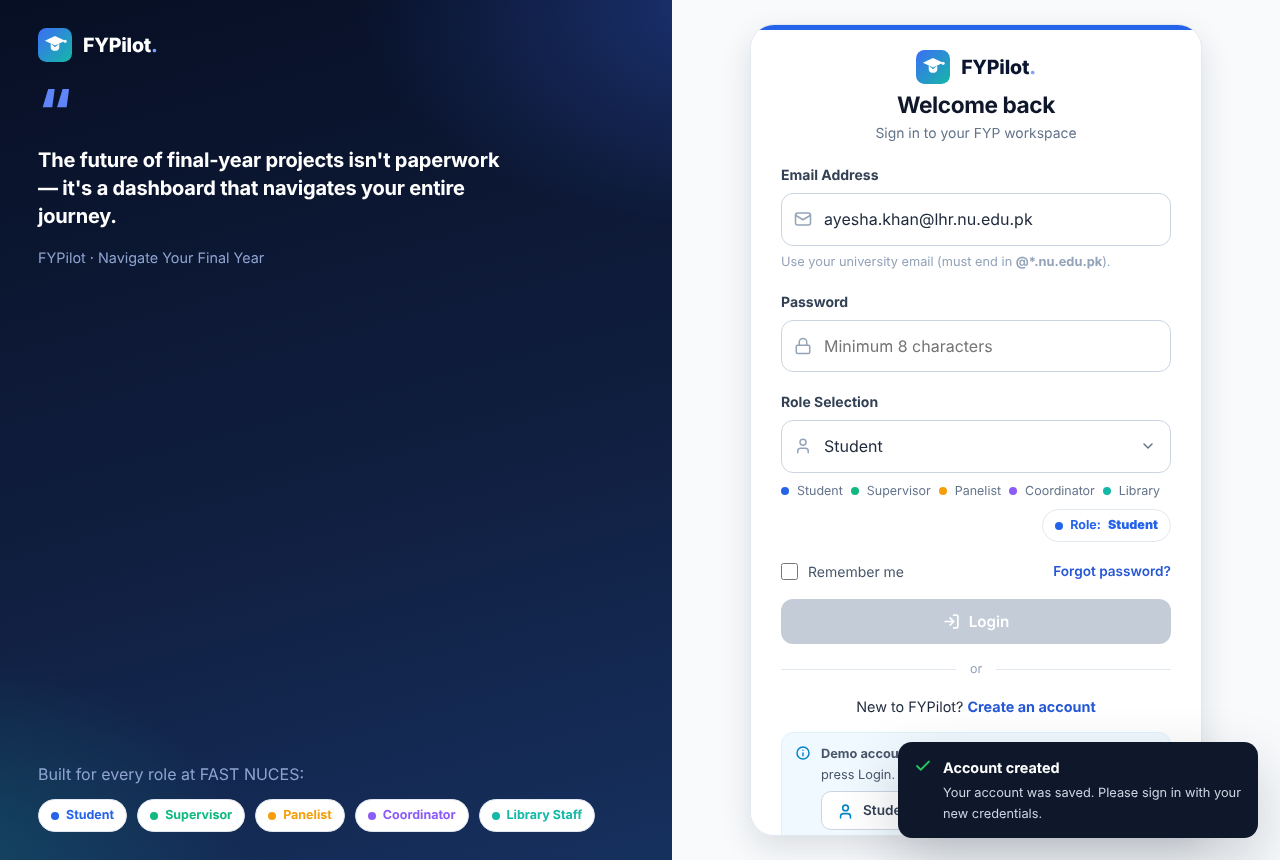 FYPilot.
“
The future of final-year projects isn't paperwork
— it's a dashboard that navigates your entire
journey.
FYPilot · Navigate Your Final Year
Built for every role at FAST NUCES:
Student
Supervisor
Panelist
Coordinator
Library Staff
FYPilot.
Welcome back
Sign in to your FYP workspace
Email Address
ayesha.khan@lhr.nu.edu.pk
Use your university email (must end in @*.nu.edu.pk).
Password
Minimum 8 characters
Role Selection
Student
Student Supervisor Panelist Coordinator Library
Role: Student
Remember me
Forgot password?
Login
or
New to FYPilot? Create an account
Demo
press Login.
Account created
Your account was saved. Please sign in with your
new credentials.